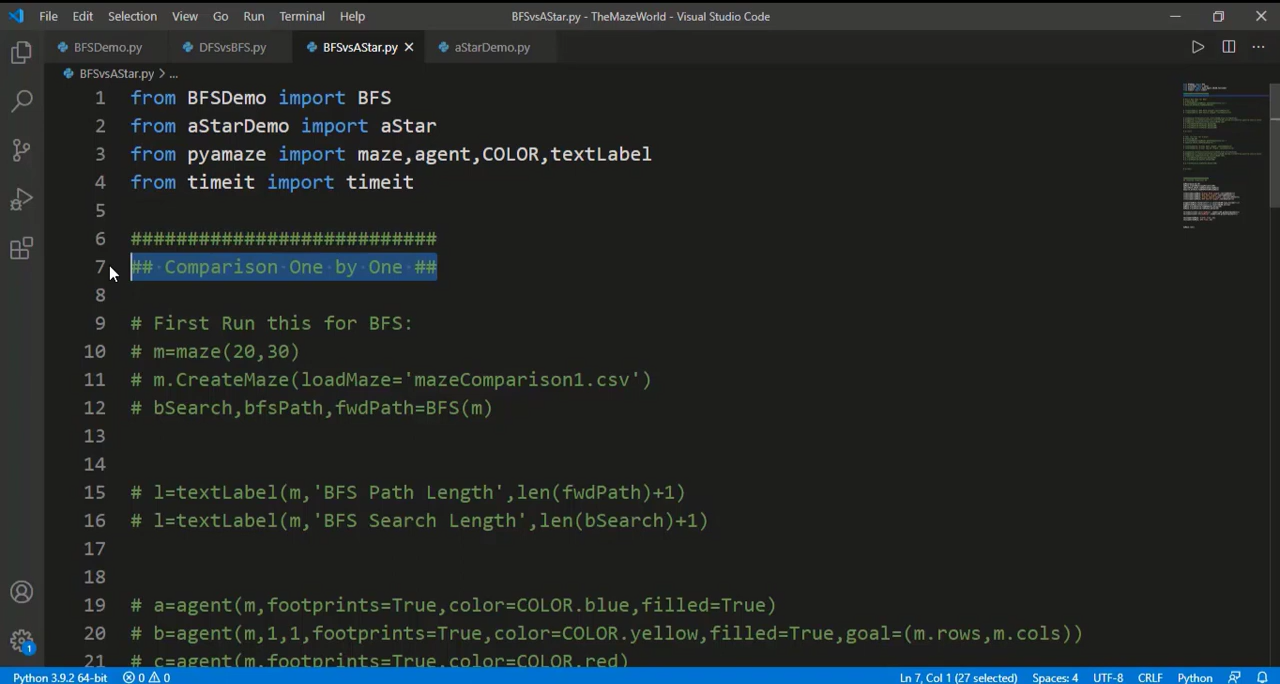 File Edit Selection View Go Run Terminal Help BFSvsAStar.py - TheMazeWorld - Visual Studio Code
BFSDemo.py DFSvsBFS.py BFSvsAStar.py aStarDemo.py
BFSvsAStar.py > ...
1 from BFSDemo import BFS
2 from aStarDemo import aStar
3 from pyamaze import maze,agent,COLOR,textLabel
4 from timeit import timeit
5
6 ###########################
7 ## Comparison One by One ##
8
9 # First Run this for BFS:
10 # m=maze(20,30)
11 # m.CreateMaze(loadMaze='mazeComparison1.csv')
12 # bSearch,bfsPath,fwdPath=BFS(m)
13
14
15 # l=textLabel(m,'BFS Path Length',len(fwdPath)+1)
16 # l=textLabel(m,'BFS Search Length',len(bSearch)+1)
17
18
19 # a=agent(m,footprints=True,color=COLOR.blue,filled=True)
20 # b=agent(m,1,1,footprints=True,color=COLOR.yellow,filled=True,goal=(m.rows,m.cols))
21 # c=agent(m,footprints=True,color=COLOR.red)
1
Python 3.9.2 64-bit 0 0 Ln 7, Col 1 (27 selected) Spaces: 4 UTF-8 CRLF Python